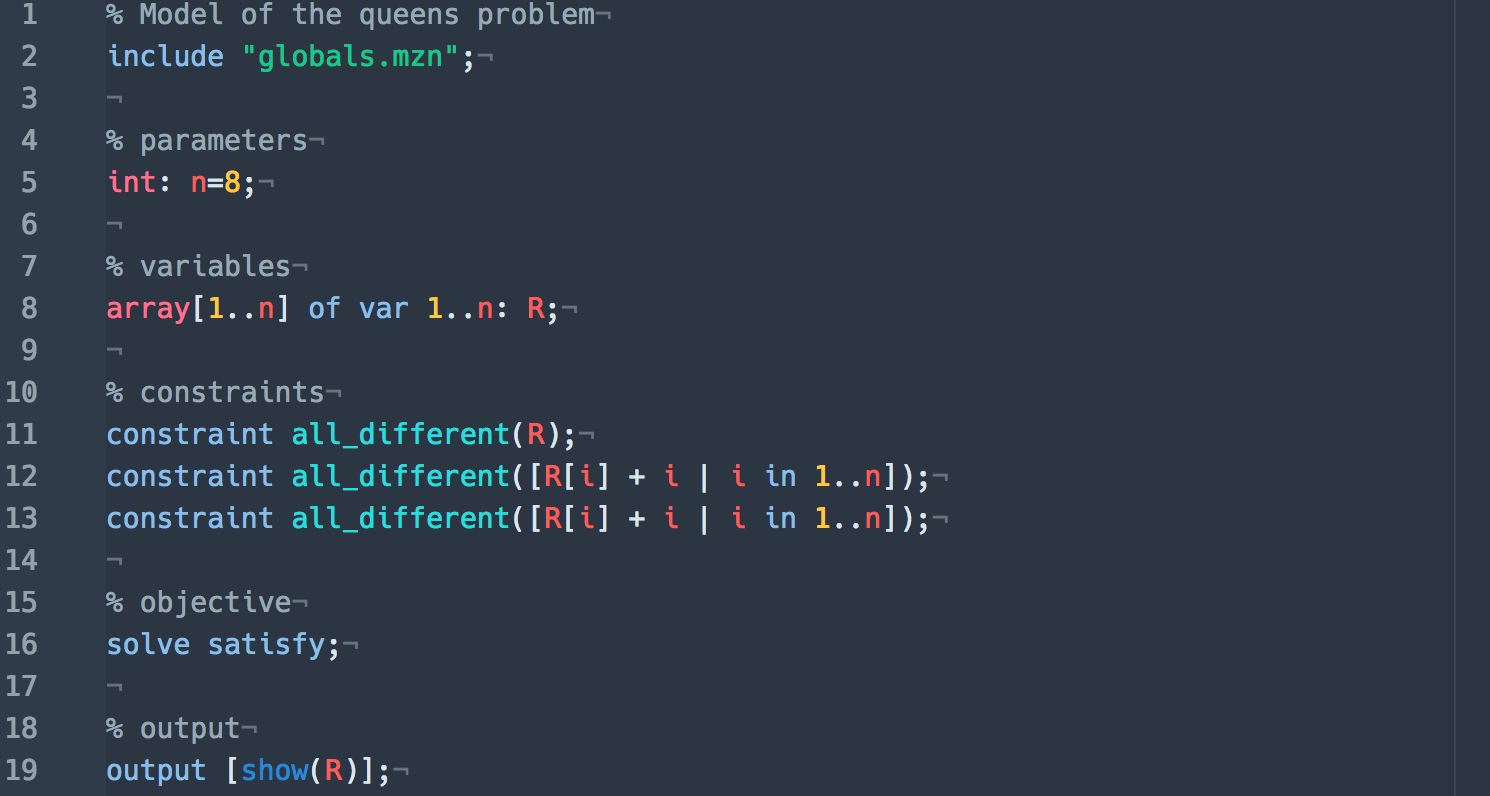 1 % Model of the queens problem¬
2 include "globals.mzn";¬
3 ¬
4 % parameters¬
5 int: n=8;¬
6 ¬
7 % variables¬
8 array[1..n] of var 1..n: R;¬
9 ¬
10 % constraints¬
11 constraint all_different(R);¬
12 constraint all_different([R[i] + i | i in 1..n]);¬
13 constraint all_different([R[i] + i | i in 1..n]);¬
14 ¬
15 % objective¬
16 solve satisfy;¬
17 ¬
18 % output¬
19 output [show(R)];¬